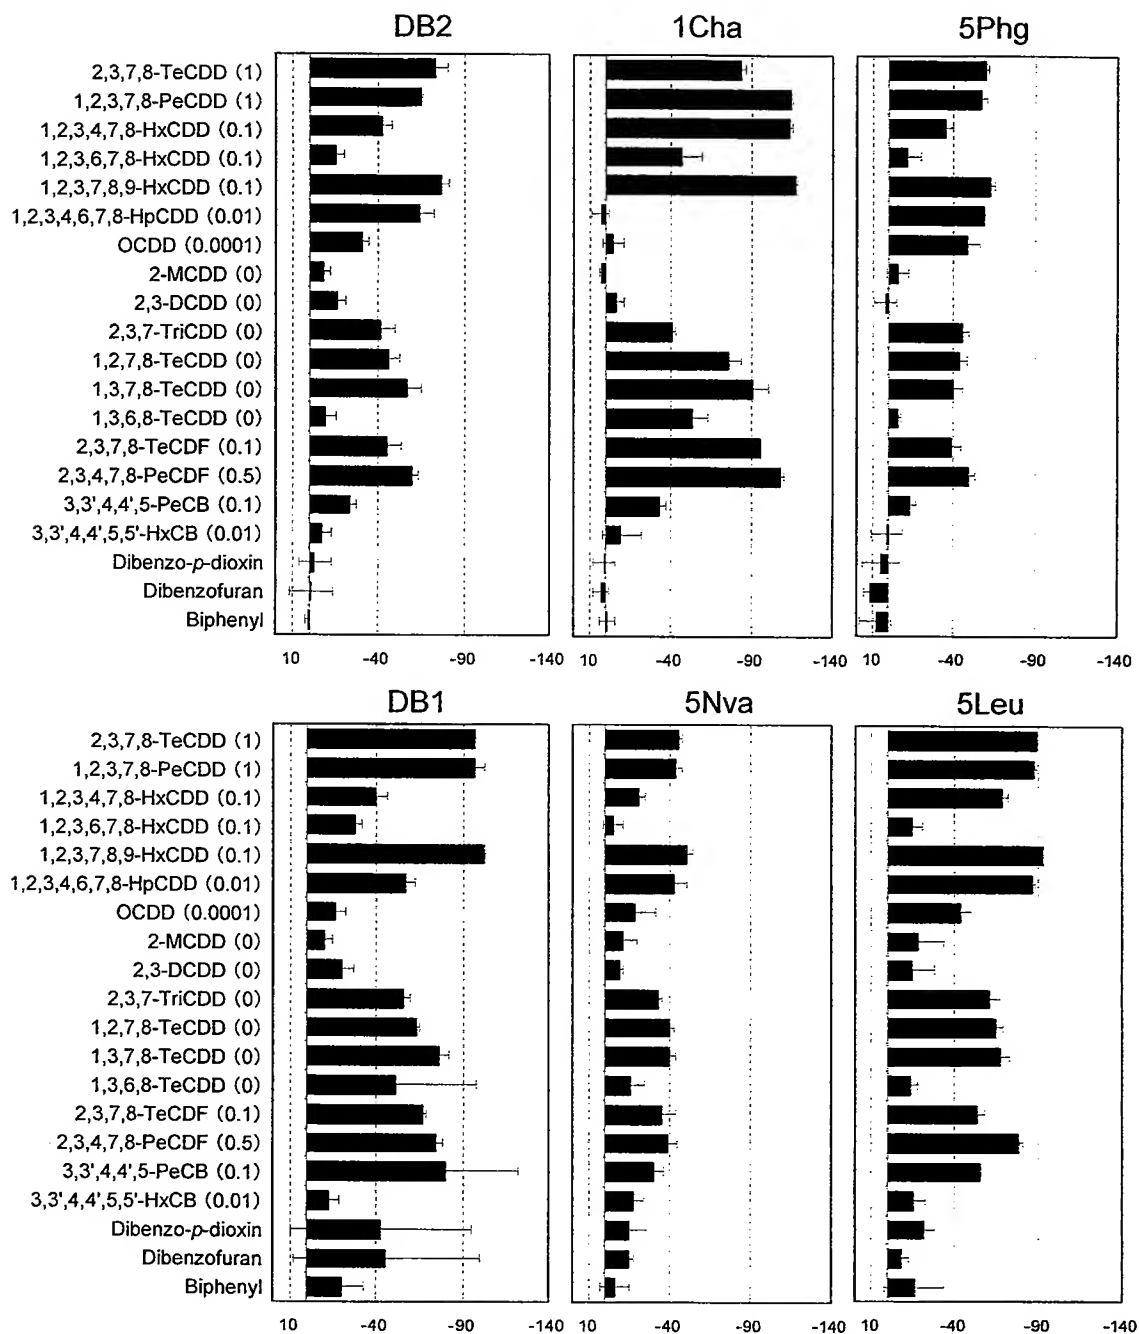 DB2 1Cha 5Phg
2,3,7,8-TeCDD (1)
1,2,3,7,8-PeCDD (1)
1,2,3,4,7,8-HxCDD (0.1)
1,2,3,6,7,8-HxCDD (0.1)
1,2,3,7,8,9-HxCDD (0.1)
1,2,3,4,6,7,8-HpCDD (0.01)
OCDD (0.0001)
2-MCDD (0)
2,3-DCDD (0)
2,3,7-TriCDD (0)
1,2,7,8-TeCDD (0)
1,3,7,8-TeCDD (0)
1,3,6,8-TeCDD (0)
2,3,7,8-TeCDF (0.1)
2,3,4,7,8-PeCDF (0.5)
3,3',4,4',5-PeCB (0.1)
3,3',4,4',5,5'-HxCB (0.01)
Dibenzo-p-dioxin
Dibenzofuran
Biphenyl
10 -40 -90 -140 10 -40 -90 -140 10 -40 -90 -140
DB1 5Nva 5Leu
2,3,7,8-TeCDD (1)
1,2,3,7,8-PeCDD (1)
1,2,3,4,7,8-HxCDD (0.1)
1,2,3,6,7,8-HxCDD (0.1)
1,2,3,7,8,9-HxCDD (0.1)
1,2,3,4,6,7,8-HpCDD (0.01)
OCDD (0.0001)
2-MCDD (0)
2,3-DCDD (0)
2,3,7-TriCDD (0)
1,2,7,8-TeCDD (0)
1,3,7,8-TeCDD (0)
1,3,6,8-TeCDD (0)
2,3,7,8-TeCDF (0.1)
2,3,4,7,8-PeCDF (0.5)
3,3',4,4',5-PeCB (0.1)
3,3',4,4',5,5'-HxCB (0.01)
Dibenzo-p-dioxin
Dibenzofuran
Biphenyl
10 -40 -90 -140 10 -40 -90 -140 10 -40 -90 -140